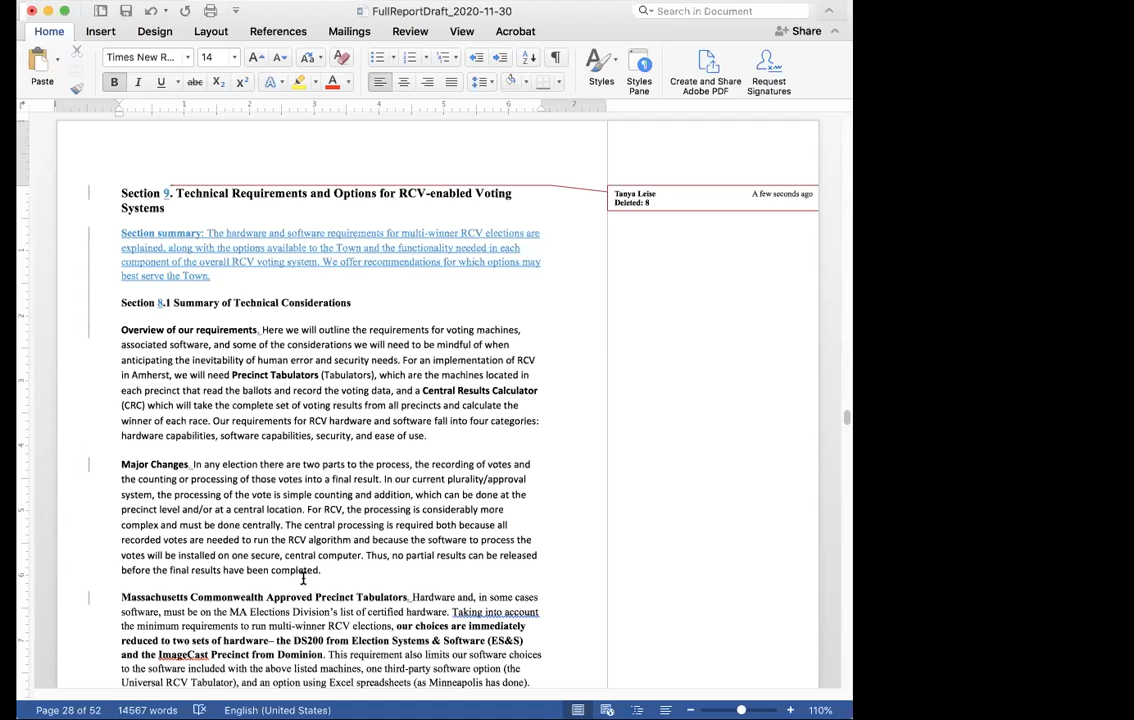 FullReportDraft_2020-11-30
Search in Document
Home Insert Design Layout References Mailings Review View Acrobat Share
Paste
Times New R... 14
Styles
Styles Pane
Create and Share Adobe PDF
Request Signatures
1 1 2 3 4 5 6 7
Section 9. Technical Requirements and Options for RCV-enabled Voting
Systems
Tanya Leise A few seconds ago
Deleted: 8
Section summary: The hardware and software requirements for multi-winner RCV elections are
explained, along with the options available to the Town and the functionality needed in each
component of the overall RCV voting system. We offer recommendations for which options may
best serve the Town.
Section 8.1 Summary of Technical Considerations
Overview of our requirements. Here we will outline the requirements for voting machines,
associated software, and some of the considerations we will need to be mindful of when
anticipating the inevitability of human error and security needs. For an implementation of RCV
in Amherst, we will need Precinct Tabulators (Tabulators), which are the machines located in
each precinct that read the ballots and record the voting data, and a Central Results Calculator
(CRC) which will take the complete set of voting results from all precincts and calculate the
winner of each race. Our requirements for RCV hardware and software fall into four categories:
hardware capabilities, software capabilities, security, and ease of use.
Major Changes. In any election there are two parts to the process, the recording of votes and
the counting or processing of those votes into a final result. In our current plurality/approval
system, the processing of the vote is simple counting and addition, which can be done at the
precinct level and/or at a central location. For RCV, the processing is considerably more
complex and must be done centrally. The central processing is required both because all
recorded votes are needed to run the RCV algorithm and because the software to process the
votes will be installed on one secure, central computer. Thus, no partial results can be released
before the final results have been completed.
Massachusetts Commonwealth Approved Precinct Tabulators. Hardware and, in some cases
software, must be on the MA Elections Division's list of certified hardware. Taking into account
the minimum requirements to run multi-winner RCV elections, our choices are immediately
reduced to two sets of hardware– the DS200 from Election Systems & Software (ES&S)
and the ImageCast Precinct from Dominion. This requirement also limits our software choices
to the software included with the above listed machines, one third-party software option (the
Universal RCV Tabulator), and an option using Excel spreadsheets (as Minneapolis has done).
Page 28 of 52 14567 words English (United States) 110%